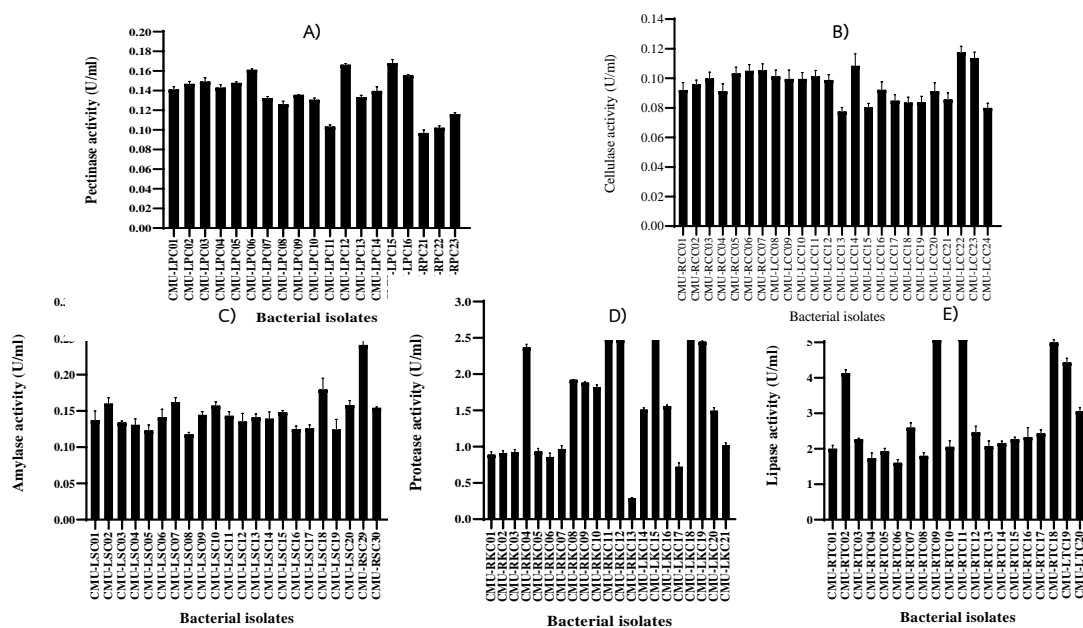 A)
Pectinase activity (U/ml)
0.20
0.18
0.16
0.14
0.12
0.10
0.08
0.06
0.04
0.02
0.00
CMU-LPC01
CMU-LPC02
CMU-LPC03
CMU-LPC04
CMU-LPC05
CMU-LPC06
CMU-LPC07
CMU-LPC08
CMU-LPC09
CMU-LPC10
CMU-LPC11
CMU-LPC12
CMU-LPC13
CMU-LPC14
-LPC15
-LPC16
-RPC21
-RPC22
-RPC23
Bacterial isolates
B)
Cellulase activity (U/ml)
0.14
0.12
0.10
0.08
0.06
0.04
0.02
0.00
CMU-RCC01
CMU-RCC02
CMU-RCC03
CMU-RCC04
CMU-RCC05
CMU-RCC06
CMU-RCC07
CMU-LCC08
CMU-LCC09
CMU-LCC10
CMU-LCC11
CMU-LCC12
CMU-LCC13
CMU-LCC14
CMU-LCC15
CMU-LCC16
CMU-LCC17
CMU-LCC18
CMU-LCC19
CMU-LCC20
CMU-LCC21
CMU-LCC22
CMU-LCC23
CMU-LCC24
Bacterial isolates
C)
Amylase activity (U/ml)
0.20
0.15
0.10
0.05
0.00
CMU-LSC01
CMU-LSC02
CMU-LSC03
CMU-LSC04
CMU-LSC05
CMU-LSC06
CMU-LSC07
CMU-LSC08
CMU-LSC09
CMU-LSC10
CMU-LSC11
CMU-LSC12
CMU-LSC13
CMU-LSC14
CMU-LSC15
CMU-LSC16
CMU-LSC17
CMU-LSC18
CMU-LSC19
CMU-LSC20
CMU-RSC29
CMU-RSC30
Bacterial isolates
D)
Protease activity (U/ml)
3.0
2.5
2.0
1.5
1.0
0.5
0.0
CMU-RKC01
CMU-RKC02
CMU-RKC03
CMU-RKC04
CMU-RKC05
CMU-RKC06
CMU-RKC07
CMU-RKC08
CMU-RKC09
CMU-RKC10
CMU-RKC11
CMU-RKC12
CMU-RKC13
CMU-LKC14
CMU-LKC15
CMU-LKC16
CMU-LKC17
CMU-LKC18
CMU-LKC19
CMU-LKC20
CMU-LKC21
Bacterial isolates
E)
Lipase activity (U/ml)
5
4
3
2
1
0
CMU-RTC01
CMU-RTC02
CMU-RTC03
CMU-RTC04
CMU-RTC05
CMU-RTC06
CMU-RTC07
CMU-RTC08
CMU-RTC09
CMU-RTC10
CMU-RTC11
CMU-RTC12
CMU-RTC13
CMU-RTC14
CMU-RTC15
CMU-RTC16
CMU-RTC17
CMU-RTC18
CMU-LTC19
CMU-LTC20
Bacterial isolates